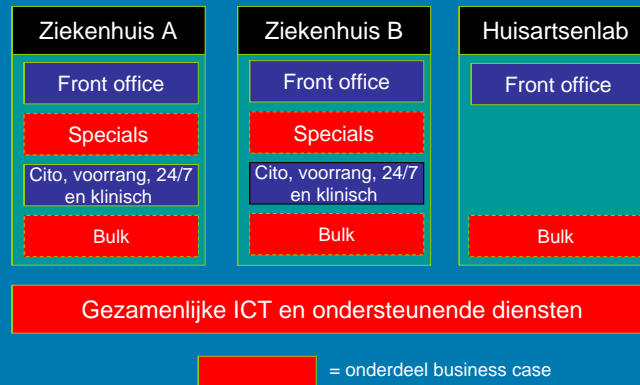 Ziekenhuis A
Front office
Specials
Cito, voorrang, 24/7
en klinisch
Bulk
Ziekenhuis B
Front office
Specials
Cito, voorrang, 24/7
en klinisch
Bulk
Huisartsenlab
Front office
Bulk
Gezamenlijke ICT en ondersteunende diensten
= onderdeel business case